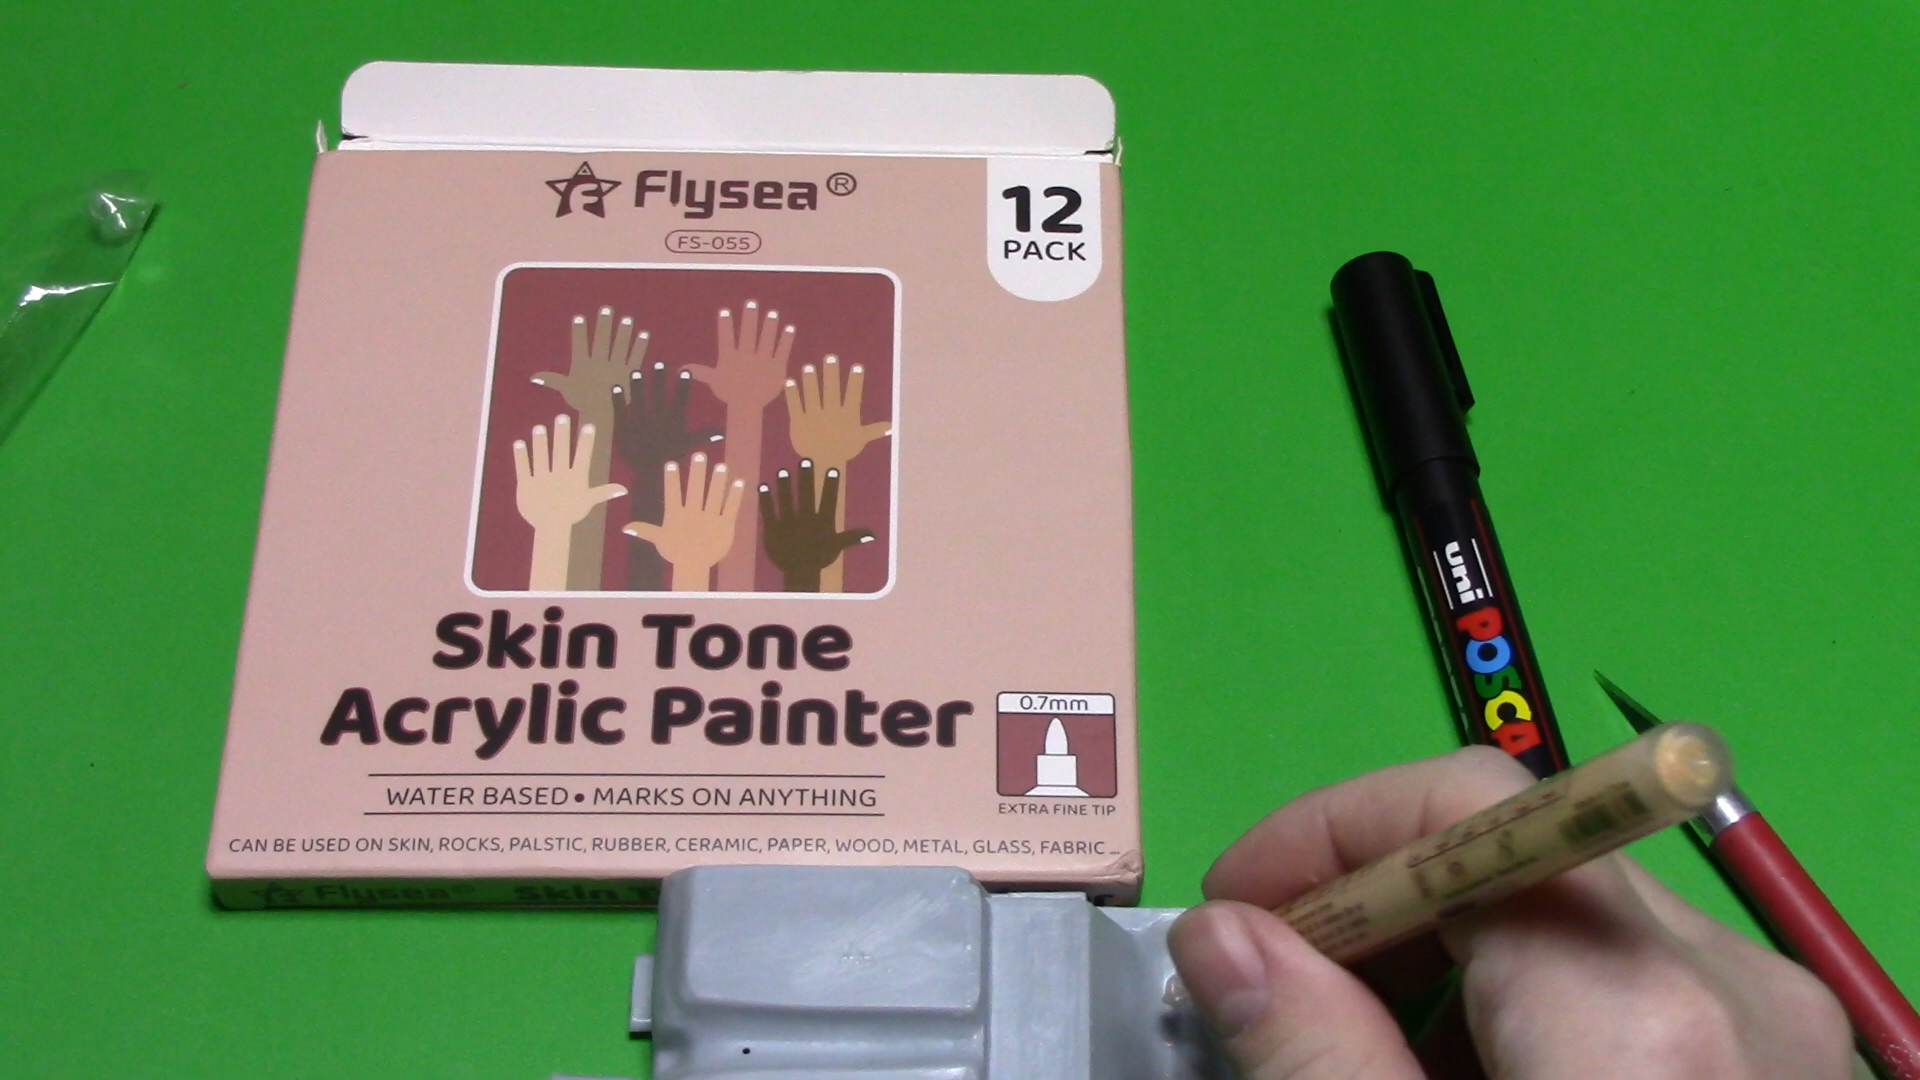 Flysea®
FS-055
12
PACK
Skin Tone
Acrylic Painter
0.7mm
EXTRA FINE TIP
WATER BASED • MARKS ON ANYTHING
CAN BE USED ON SKIN, ROCKS, PALSTIC, RUBBER, CERAMIC, PAPER, WOOD, METAL, GLASS, FABRIC ...
Flysea® Skin T
uni
POSCA